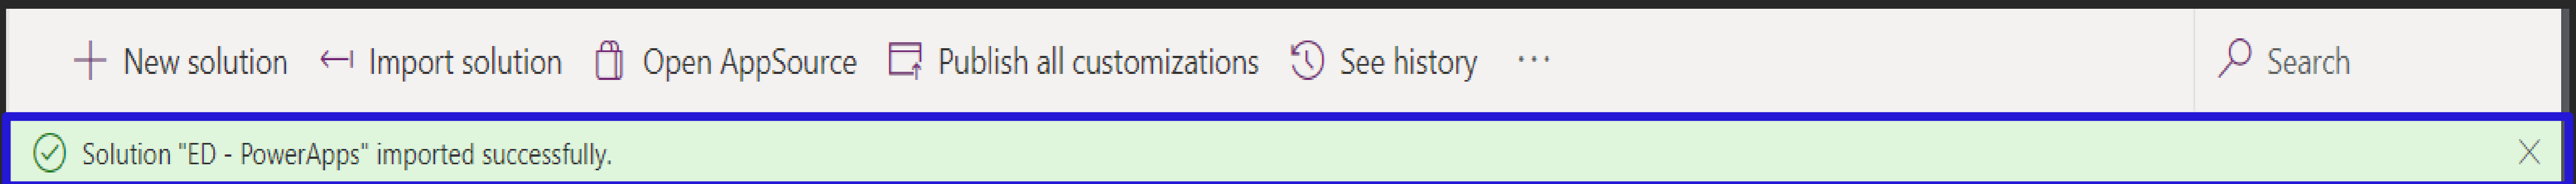 New solution Import solution Open AppSource Publish all customizations See history ... Search
Solution "ED - PowerApps" imported successfully.